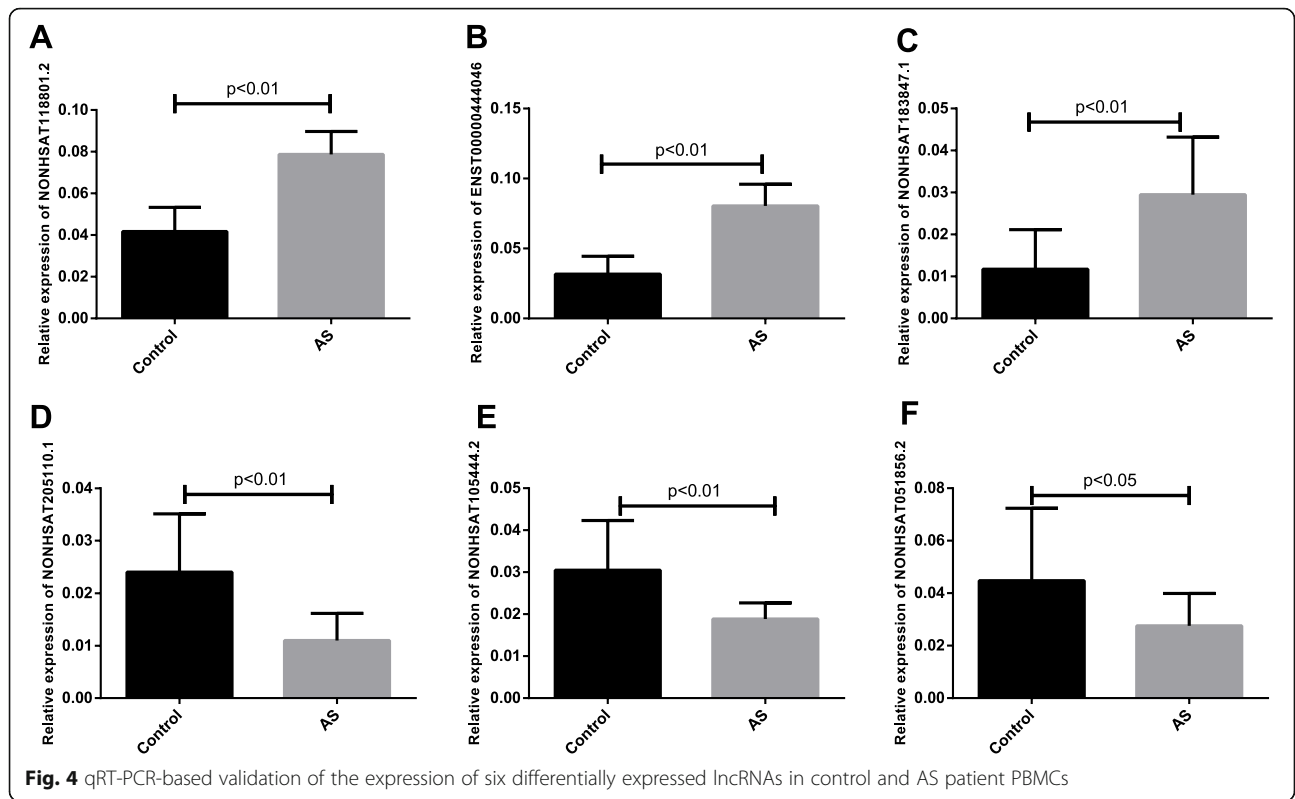 A
Relative expression of NONHSAT118801.2
p<0.01
0.10
0.08
0.06
0.04
0.02
0.00
Control
AS
B
Relative expression of ENST00000444046
p<0.01
0.15
0.10
0.05
0.00
Control
AS
C
Relative expression of NONHSAT183847.1
p<0.01
0.05
0.04
0.03
0.02
0.01
0.00
Control
AS
D
Relative expression of NONHSAT205110.1
p<0.01
0.04
0.03
0.02
0.01
0.00
Control
AS
E
Relative expression of NONHSAT105444.2
p<0.01
0.05
0.04
0.03
0.02
0.01
0.00
Control
AS
F
Relative expression of NONHSAT051856.2
p<0.05
0.08
0.06
0.04
0.02
0.00
Control
AS
Fig. 4 qRT-PCR-based validation of the expression of six differentially expressed lncRNAs in control and AS patient PBMCs